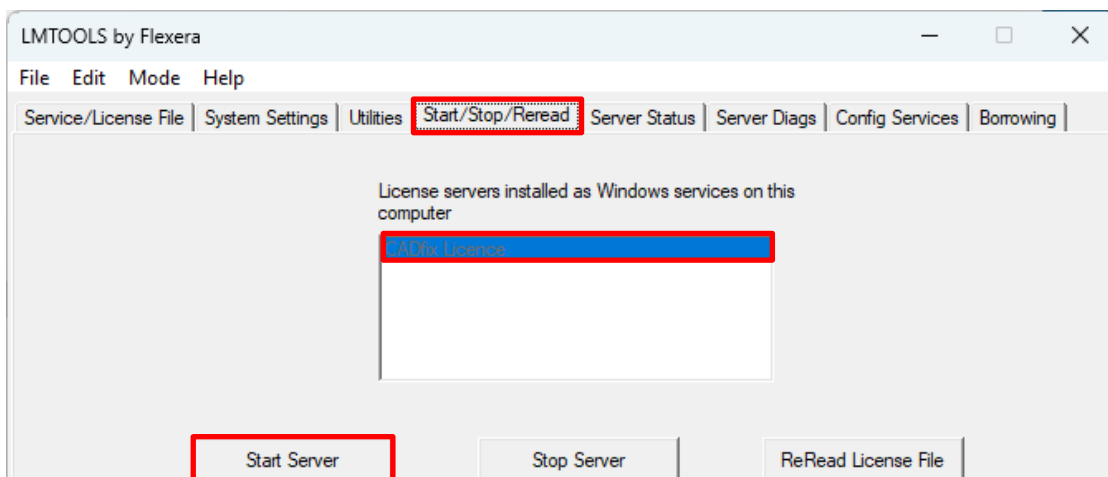 LMTOOLS by Flexera
File Edit Mode Help
Service/License File System Settings Utilities Start/Stop/Reread Server Status Server Diags Config Services Borrowing
License servers installed as Windows services on this
computer
CADfix Licence
Start Server Stop Server ReRead License File